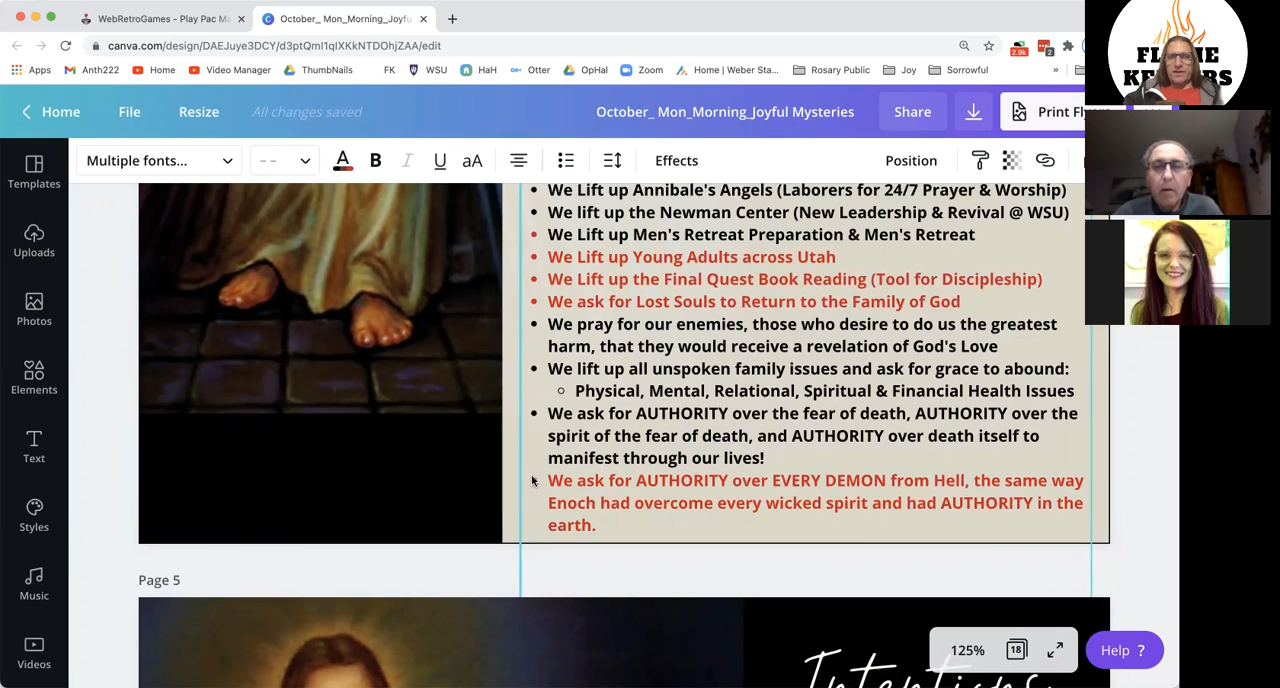 WebRetroGames - Play Pac Ma
October_ Mon_Morning_Joyfu
canva.com/design/DAEJuye3DCY/d3ptQmI1qIXKkNTDOhjZAA/edit
2.9k
2
Apps
Anth222
Home
Video Manager
ThumbNails
FK
WSU
HaH
Otter
OpHal
Zoom
Home | Weber Sta...
Rosary Public
Joy
Sorrowful
»
Home
File
Resize
All changes saved
October_ Mon_Morning_Joyful Mysteries
Share
Print Fly
Multiple fonts...
– –
A
B
I
U
aA
Effects
Position
Templates
Uploads
Photos
Elements
Text
Styles
Music
Videos
• We Lift up Annibale's Angels (Laborers for 24/7 Prayer & Worship)
• We lift up the Newman Center (New Leadership & Revival @ WSU)
• We Lift up Men's Retreat Preparation & Men's Retreat
• We Lift up Young Adults across Utah
• We Lift up the Final Quest Book Reading (Tool for Discipleship)
• We ask for Lost Souls to Return to the Family of God
• We pray for our enemies, those who desire to do us the greatest
harm, that they would receive a revelation of God's Love
• We lift up all unspoken family issues and ask for grace to abound:
○ Physical, Mental, Relational, Spiritual & Financial Health Issues
• We ask for AUTHORITY over the fear of death, AUTHORITY over the
spirit of the fear of death, and AUTHORITY over death itself to
manifest through our lives!
We ask for AUTHORITY over EVERY DEMON from Hell, the same way
Enoch had overcome every wicked spirit and had AUTHORITY in the
earth.
Page 5
Intentions
125%
18
Help ?